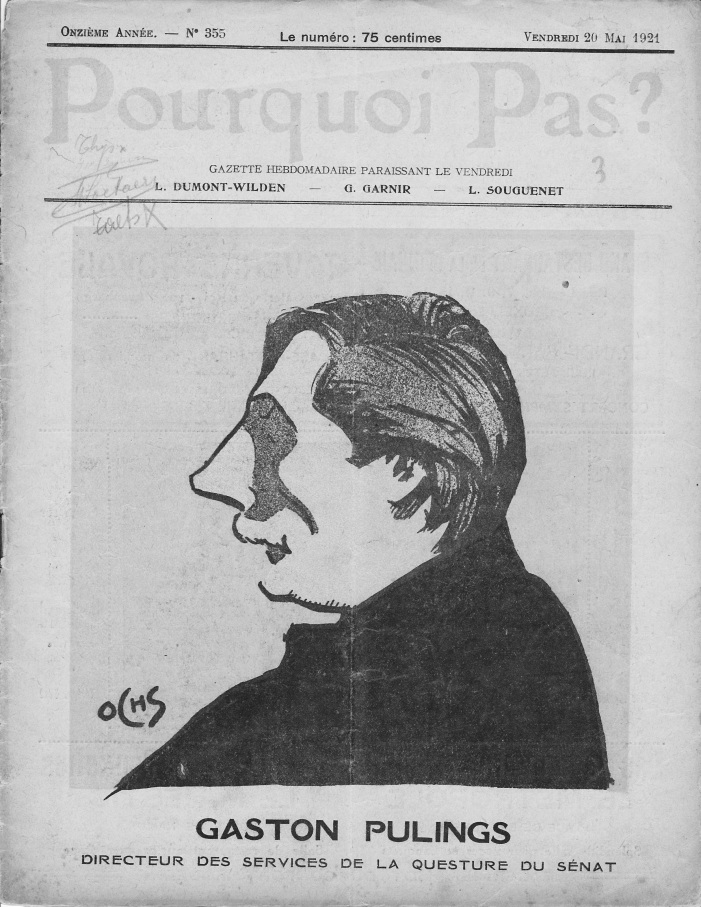 ONZIÈME ANNÉE. — N° 355
Le numéro : 75 centimes
VENDREDI 20 MAI 1921
Pourquoi Pas?
3
GAZETTE HEBDOMADAIRE PARAISSANT LE VENDREDI
L. DUMONT-WILDEN — G. GARNIR — L. SOUGUENET
OCHS
GASTON PULINGS
DIRECTEUR DES SERVICES DE LA QUESTURE DU SÉNAT